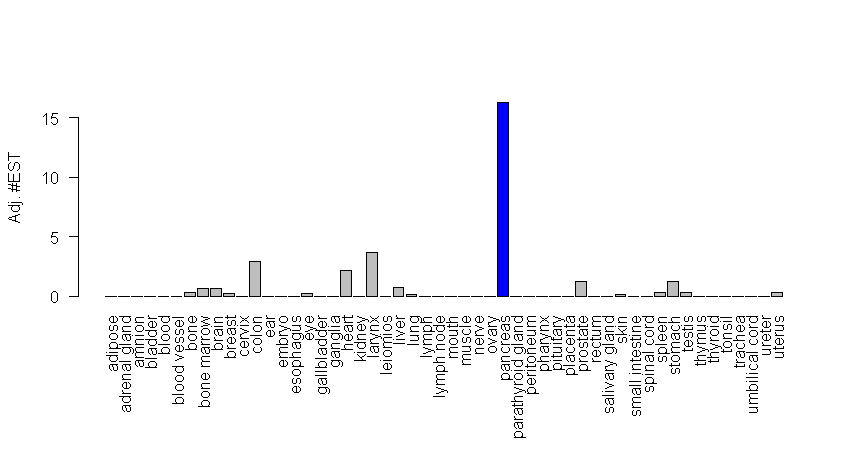 Adj. #EST
15
10
5
0
adipose
adrenal gland
amnion
bladder
blood
blood vessel
bone
bone marrow
brain
breast
cervix
colon
ear
embryo
esophagus
eye
gallbladder
ganglia
heart
kidney
larynx
leiomios
liver
lung
lymph
lymph node
mouth
muscle
nerve
ovary
pancreas
parathyroid gland
peritoneum
pharynx
pituitary
placenta
prostate
rectum
salivary gland
skin
small intestine
spinal cord
spleen
stomach
testis
thymus
thyroid
tonsil
trachea
umbilical cord
ureter
uterus